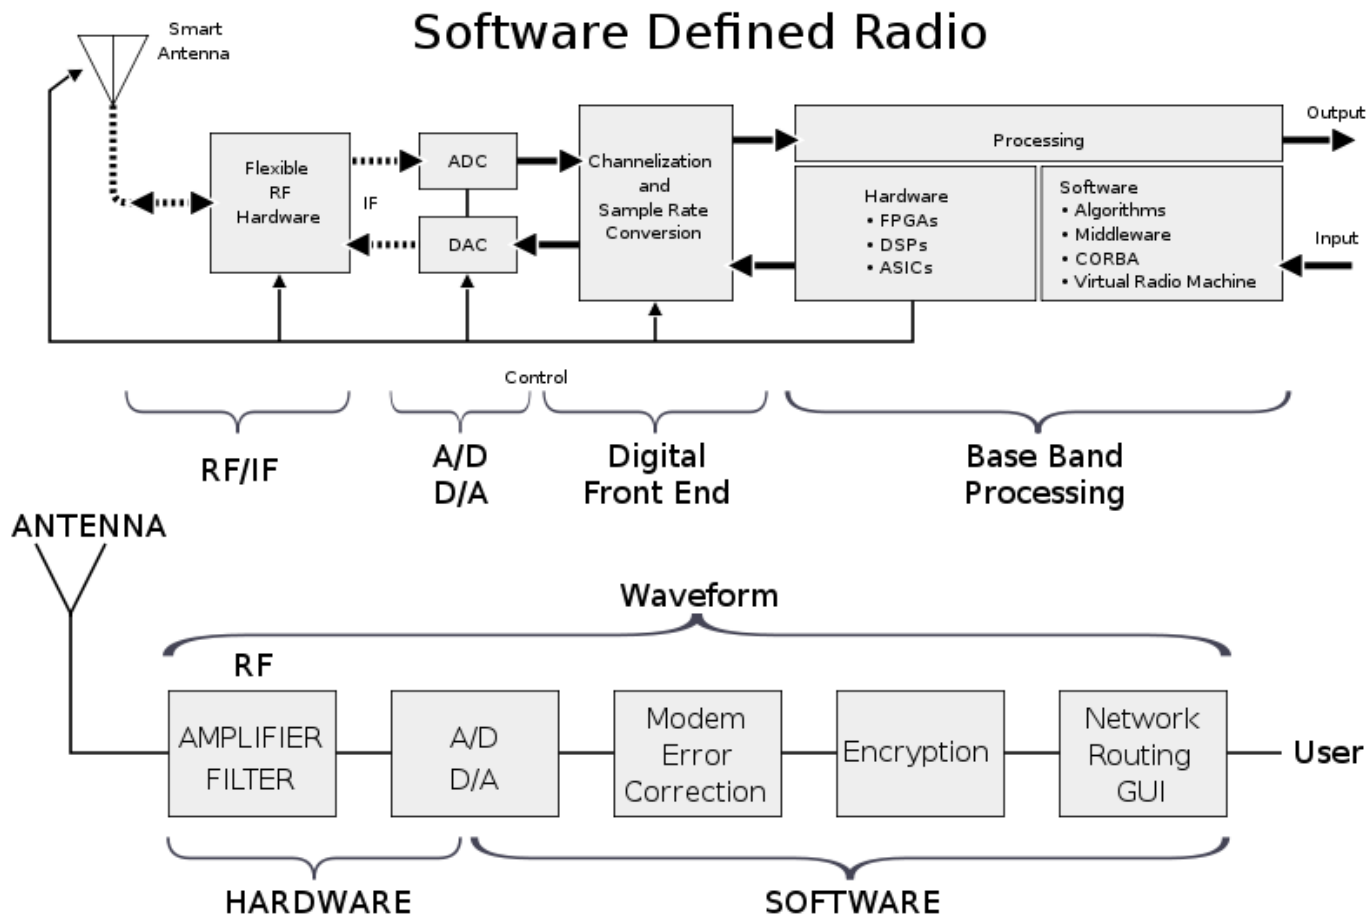 Software Defined Radio
Smart
Antenna
Flexible
RF
Hardware
IF
ADC
DAC
Channelization
and
Sample Rate
Conversion
Processing
Hardware
• FPGAs
• DSPs
• ASICs
Software
• Algorithms
• Middleware
• CORBA
• Virtual Radio Machine
Output
Input
Control
RF/IF
A/D
D/A
Digital
Front End
Base Band
Processing
ANTENNA
Waveform
RF
AMPLIFIER
FILTER
A/D
D/A
Modem
Error
Correction
Encryption
Network
Routing
GUI
User
HARDWARE
SOFTWARE